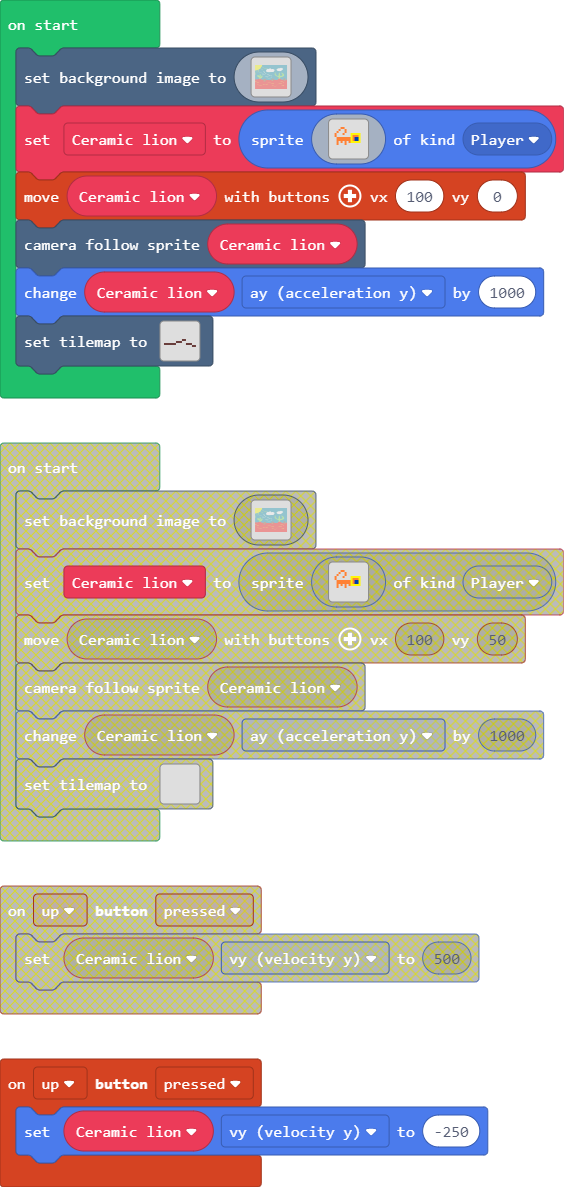 on start
set background image to
set Ceramic lion to sprite of kind Player
move Ceramic lion with buttons vx 100 vy 0
camera follow sprite Ceramic lion
change Ceramic lion ay (acceleration y) by 1000
set tilemap to
on start
set background image to
set Ceramic lion to sprite of kind Player
move Ceramic lion with buttons vx 100 vy 50
camera follow sprite Ceramic lion
change Ceramic lion ay (acceleration y) by 1000
set tilemap to
on up button pressed
set Ceramic lion vy (velocity y) to 500
on up button pressed
set Ceramic lion vy (velocity y) to -250